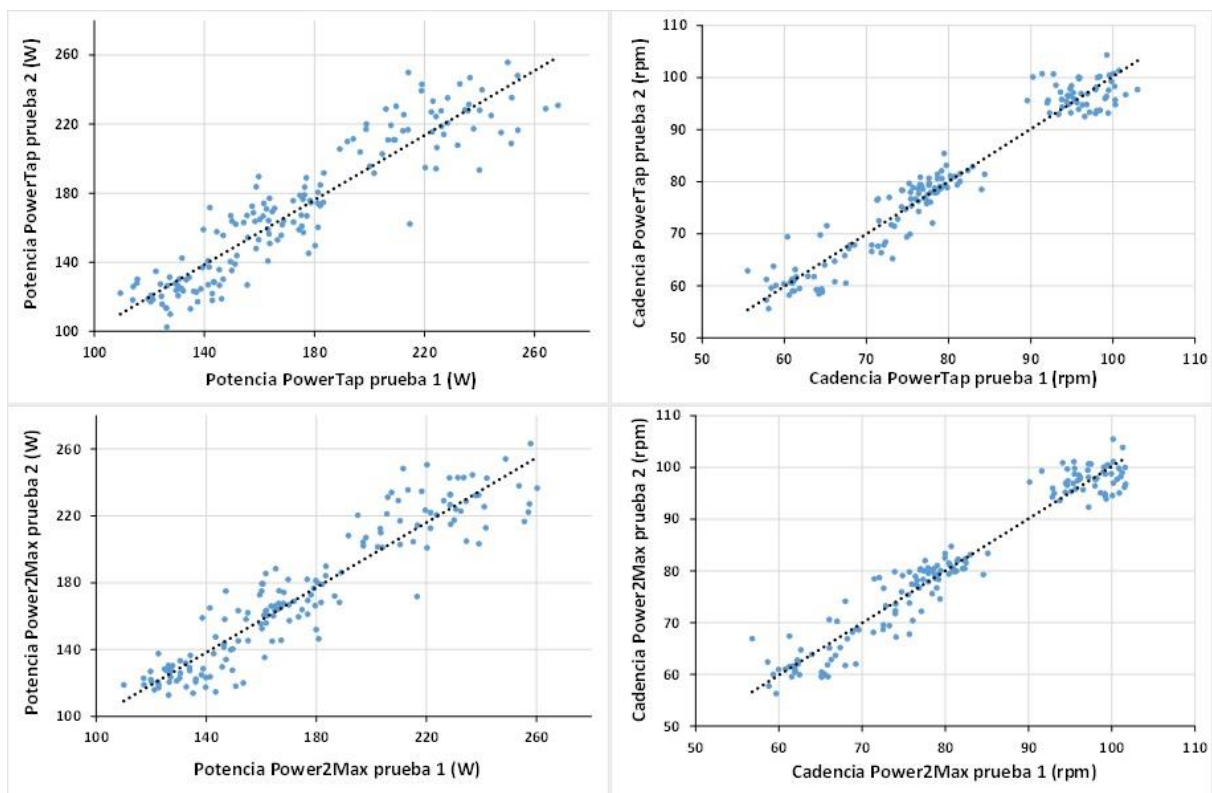 Potencia PowerTap prueba 2 (W)
260
220
180
140
100
100 140 180 220 260
Potencia PowerTap prueba 1 (W)
Cadencia PowerTap prueba 2 (rpm)
110
100
90
80
70
60
50
50 60 70 80 90 100 110
Cadencia PowerTap prueba 1 (rpm)
Potencia Power2Max prueba 2 (W)
260
220
180
140
100
100 140 180 220 260
Potencia Power2Max prueba 1 (W)
Cadencia Power2Max prueba 2 (rpm)
110
100
90
80
70
60
50
50 60 70 80 90 100 110
Cadencia Power2Max prueba 1 (rpm)